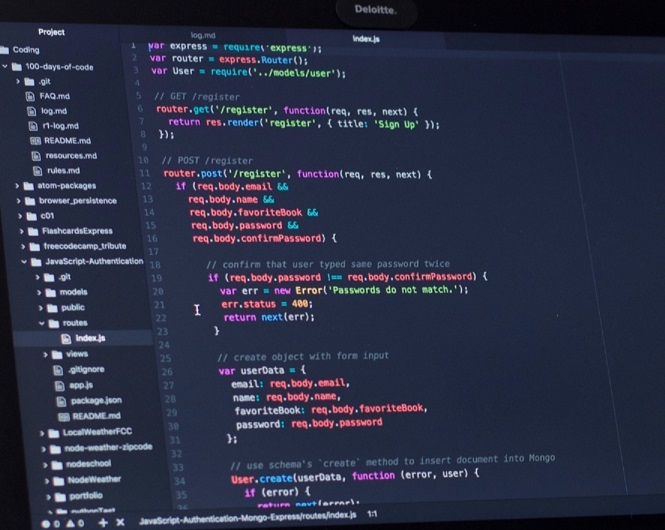 Deloitte.
Project
log.md
index.js
Coding
100-days-of-code
.git
FAQ.md
log.md
r1-log.md
README.md
resources.md
rules.md
atom-packages
browser_persistence
c01
FlashcardsExpress
freecodecamp_tribute
JavaScript-Authentication
.git
models
public
routes
index.js
views
.gitignore
app.js
package.json
README.md
LocalWeatherFCC
node-weather-zipcode
nodeschool
NodeWeather
portfolio
1 var express = require('express');
2 var router = express.Router();
3 var User = require('../models/user');
4
5 // GET /register
6 router.get('/register', function(req, res, next) {
7 return res.render('register', { title: 'Sign Up' });
8 });
9
10 // POST /register
11 router.post('/register', function(req, res, next) {
12 if (req.body.email &&
13 req.body.name &&
14 req.body.favoriteBook &&
15 req.body.password &&
16 req.body.confirmPassword) {
17
18 // confirm that user typed same password twice
19 if (req.body.password !== req.body.confirmPassword) {
20 var err = new Error('Passwords do not match.');
21 err.status = 400;
22 return next(err);
23 }
24
25 // create object with form input
26 var userData = {
27 email: req.body.email,
28 name: req.body.name,
29 favoriteBook: req.body.favoriteBook,
30 password: req.body.password
31 };
32
33 // use schema's `create` method to insert document into Mongo
34 User.create(userData, function (error, user) {
35 if (error) {
return next(error);
0 0 JavaScript-Authentication-Mongo-Express/routes/index.js 1:1